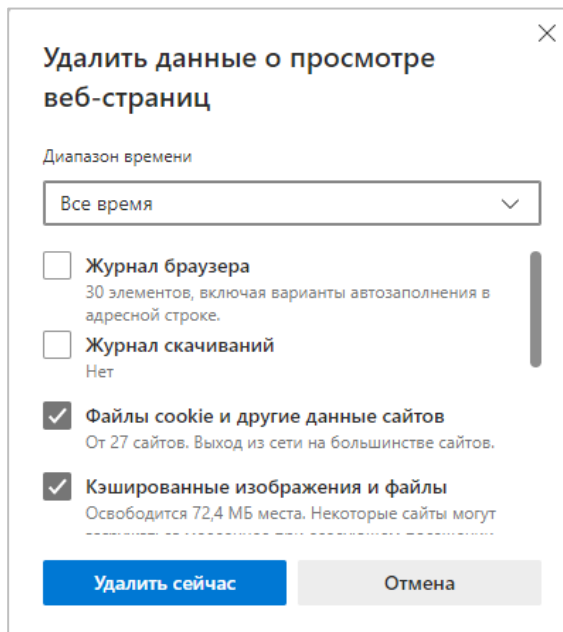 Удалить данные о просмотре
веб-страниц
Диапазон времени
Все время
Журнал браузера
30 элементов, включая варианты автозаполнения в
адресной строке.
Журнал скачиваний
Нет
Файлы cookie и другие данные сайтов
От 27 сайтов. Выход из сети на большинстве сайтов.
Кэшированные изображения и файлы
Освободится 72,4 МБ места. Некоторые сайты могут
Удалить сейчас
Отмена